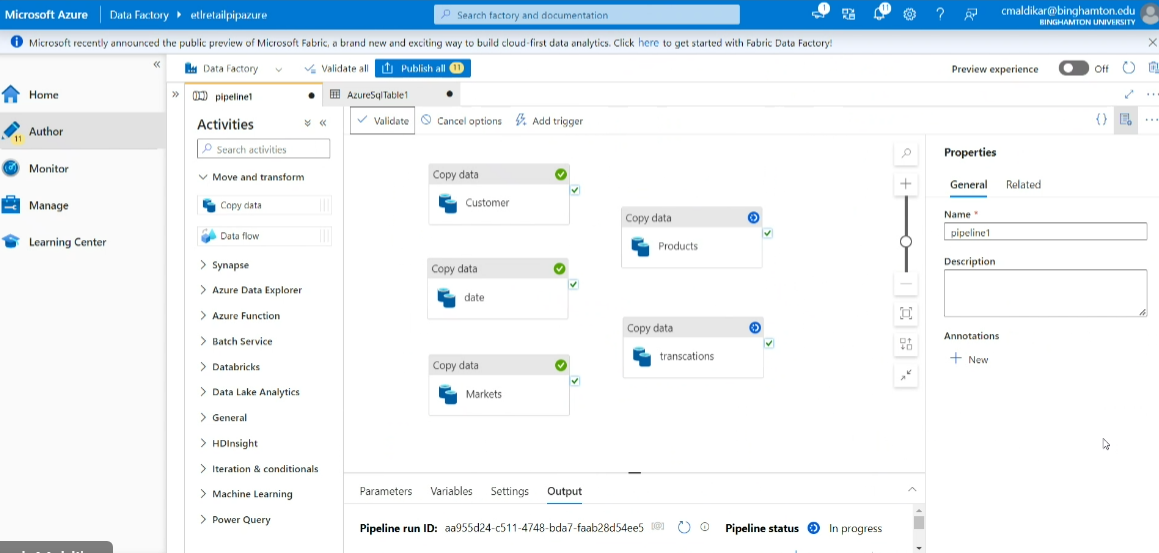 Microsoft Azure
Data Factory
etlretailpipazure
Search factory and documentation
1
11
cmaldikar@binghamton.edu
BINGHAMTON UNIVERSITY
Microsoft recently announced the public preview of Microsoft Fabric, a brand new and exciting way to build cloud-first data analytics. Click here to get started with Fabric Data Factory!
Data Factory
Validate all
Publish all 11
Preview experience
Off
Home
Author
11
Monitor
Manage
Learning Center
pipeline1
AzureSqlTable1
Activities
Search activities
Move and transform
Copy data
Data flow
Synapse
Azure Data Explorer
Azure Function
Batch Service
Databricks
Data Lake Analytics
General
HDInsight
Iteration & conditionals
Machine Learning
Power Query
Validate
Cancel options
Add trigger
{}
Copy data
Customer
Copy data
Products
Copy data
date
Copy data
transcations
Copy data
Markets
Properties
General
Related
Name *
pipeline1
Description
Annotations
New
Parameters
Variables
Settings
Output
Pipeline run ID: aa955d24-c511-4748-bda7-faab28d54ee5
Pipeline status
In progress